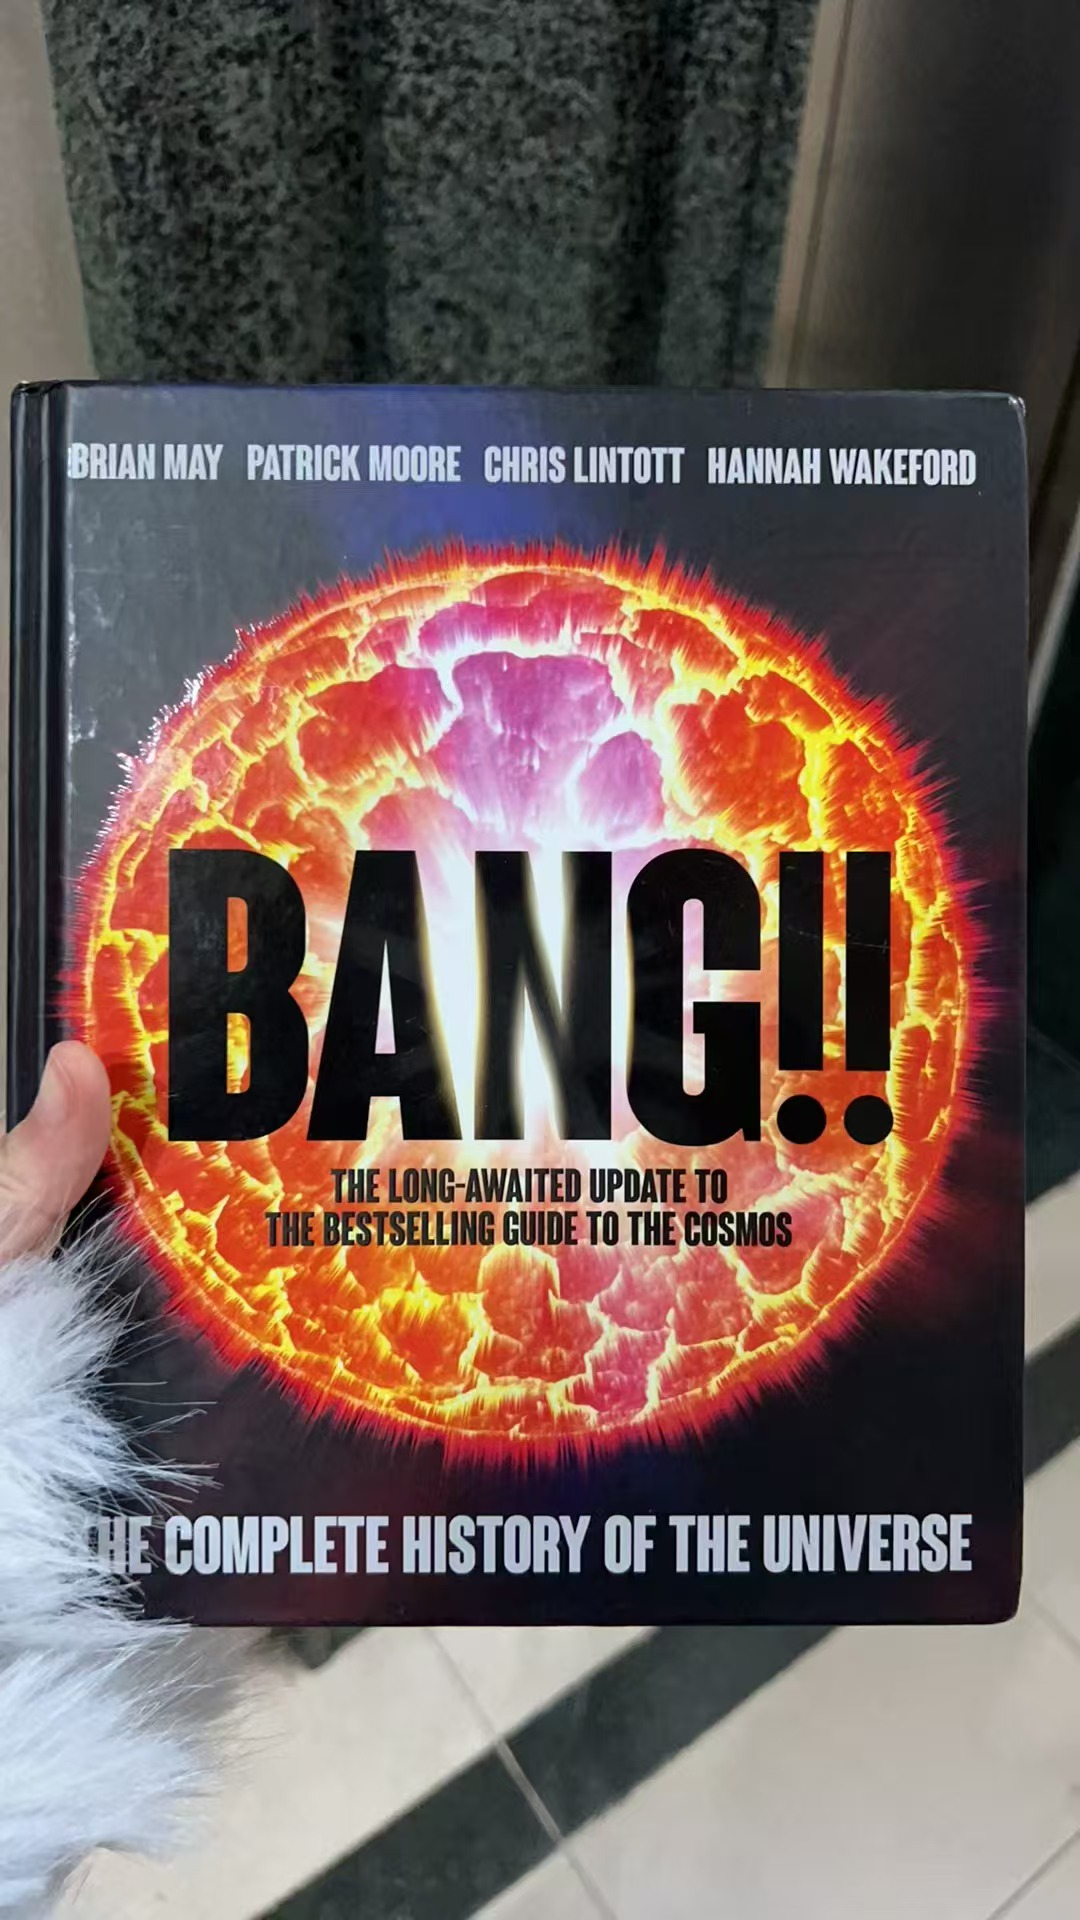 BRIAN MAY PATRICK MOORE CHRIS LINTOTT HANNAH WAKEFORD
BANG!!
THE LONG-AWAITED UPDATE TO
THE BESTSELLING GUIDE TO THE COSMOS
THE COMPLETE HISTORY OF THE UNIVERSE